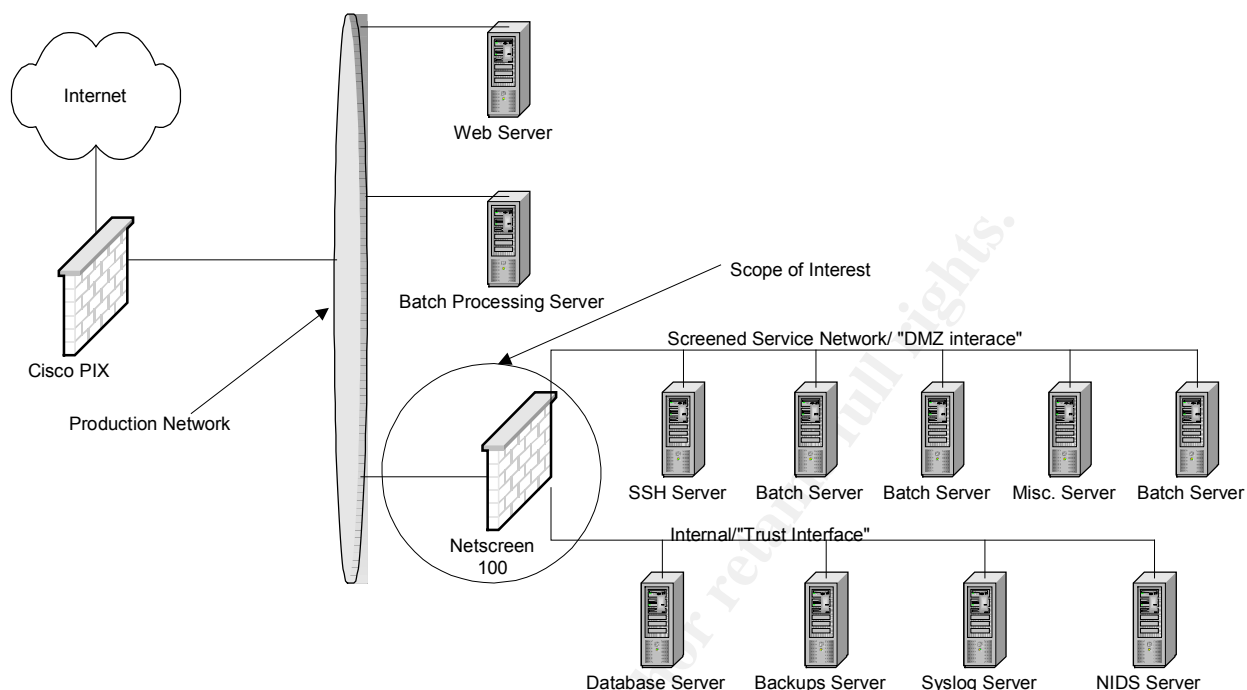 Internet
Web Server
Batch Processing Server
Scope of Interest
Cisco PIX
Production Network
Screened Service Network/ "DMZ interace"
SSH Server
Batch Server
Batch Server
Misc. Server
Batch Server
Netscreen
100
Internal/"Trust Interface"
Database Server
Backups Server
Syslog Server
NIDS Server
full rights.